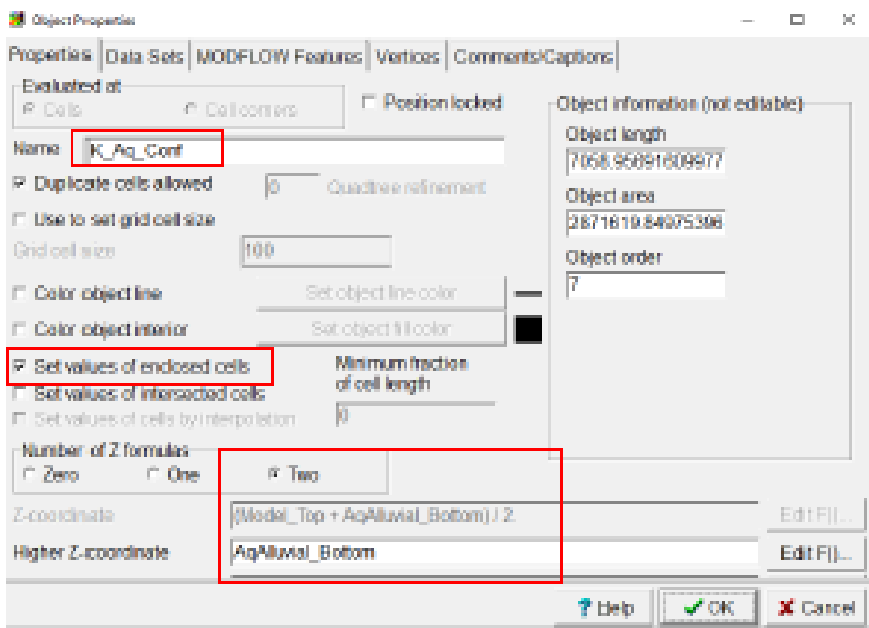 Object Properties
Properties Data Sets MODFLOW Features Vertices Comments/Captions
Evaluated at
Cells Cell corners Position locked
Object information (not editable)
Object length
Name K_Aq_Conf
7058.95691609977
Duplicate cells allowed 0 Quadtree refinement
Object area
Use to set grid cell size
2871619.84975396
Grid cell size 100
Object order
7
Color object line Set object line color
Color object interior Set object fill color
Set values of enclosed cells Minimum fraction
of cell length
Set values of intersected cells
Set values of cells by interpolation 0
Number of Z formulas
Zero One Two
Z-coordinate (Model_Top + AqAlluvial_Bottom) / 2. Edit F()...
Higher Z-coordinate AqAlluvial_Bottom Edit F()...
? Help OK Cancel